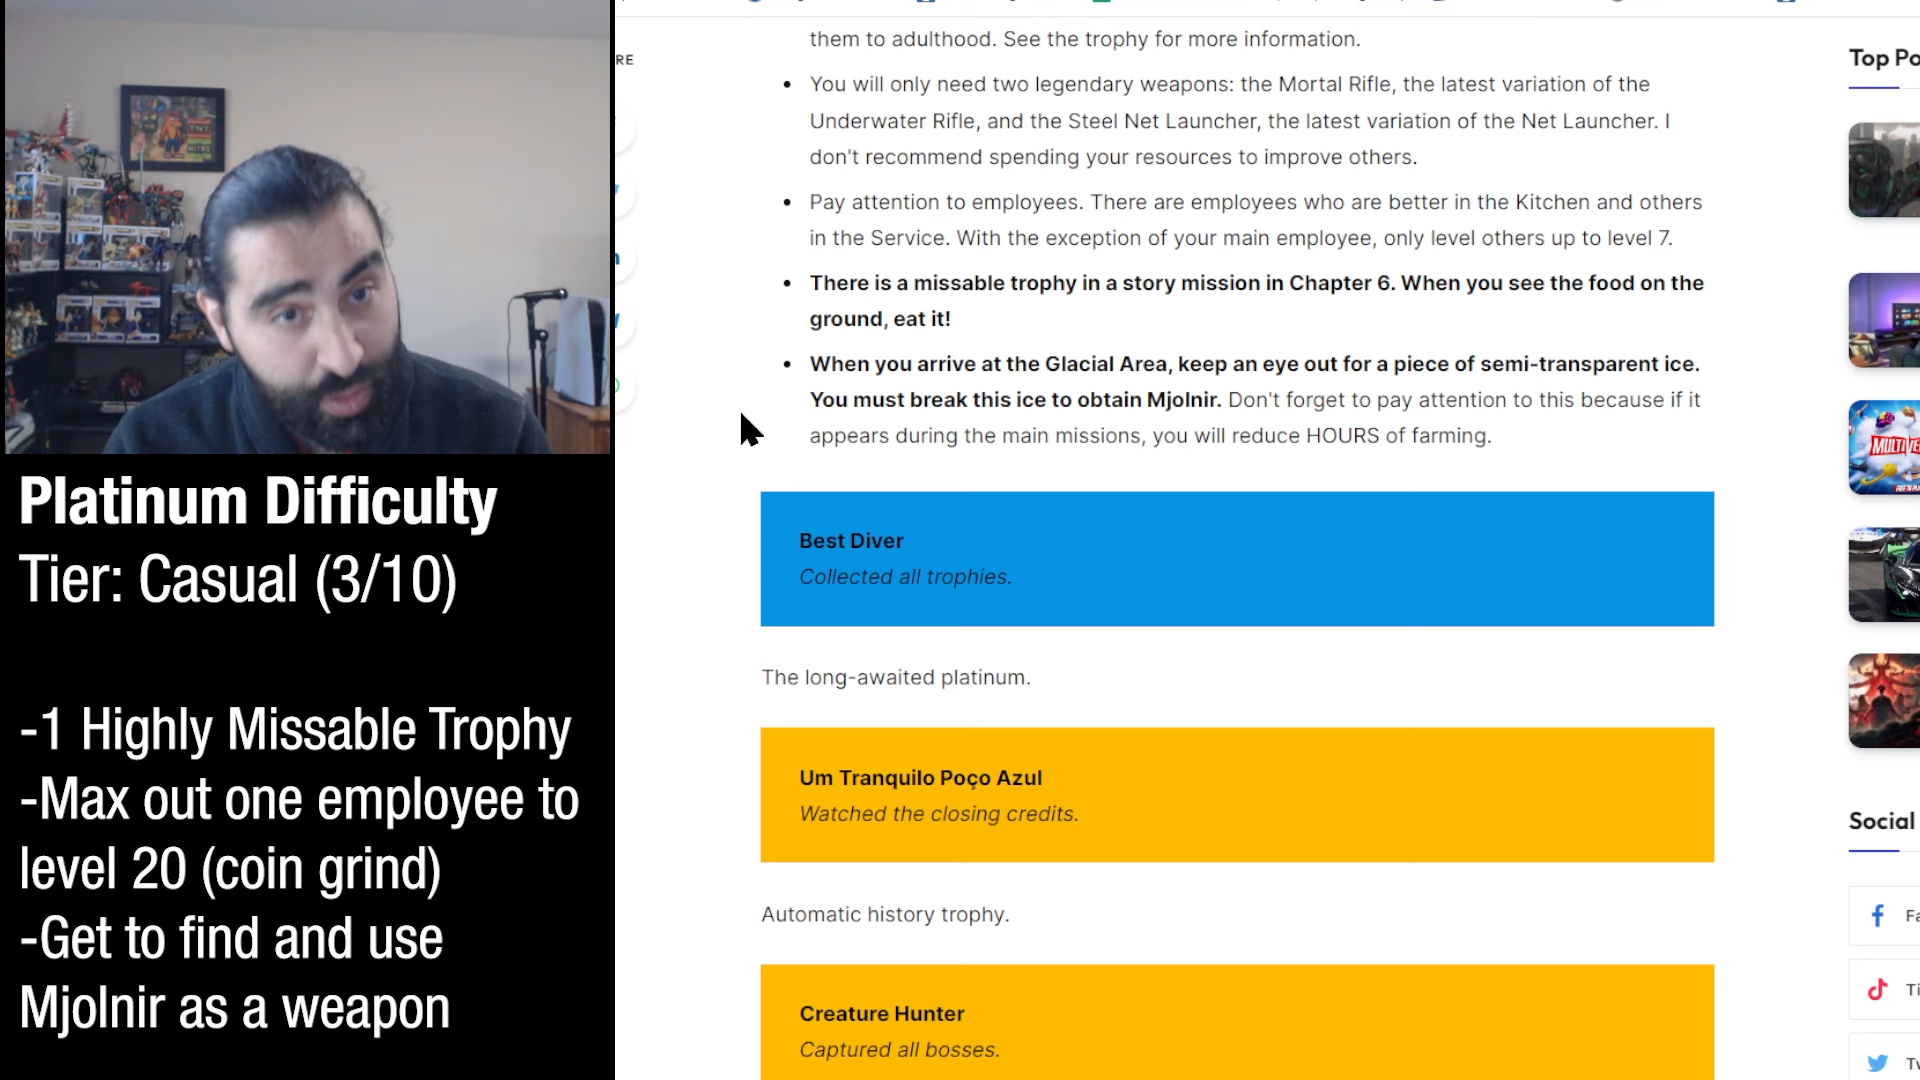 RE
TNT
NITRO
Platinum Difficulty
Tier: Casual (3/10)
-1 Highly Missable Trophy
-Max out one employee to
level 20 (coin grind)
-Get to find and use
Mjolnir as a weapon
them to adulthood. See the trophy for more information.
• You will only need two legendary weapons: the Mortal Rifle, the latest variation of the
Underwater Rifle, and the Steel Net Launcher, the latest variation of the Net Launcher. I
don't recommend spending your resources to improve others.
• Pay attention to employees. There are employees who are better in the Kitchen and others
in the Service. With the exception of your main employee, only level others up to level 7.
• There is a missable trophy in a story mission in Chapter 6. When you see the food on the
ground, eat it!
• When you arrive at the Glacial Area, keep an eye out for a piece of semi-transparent ice.
You must break this ice to obtain Mjolnir. Don't forget to pay attention to this because if it
appears during the main missions, you will reduce HOURS of farming.
Best Diver
Collected all trophies.
The long-awaited platinum.
Um Tranquilo Poço Azul
Watched the closing credits.
Automatic history trophy.
Creature Hunter
Captured all bosses.
Top Po
MULTIVE
Social
Fa
Ti
Tw